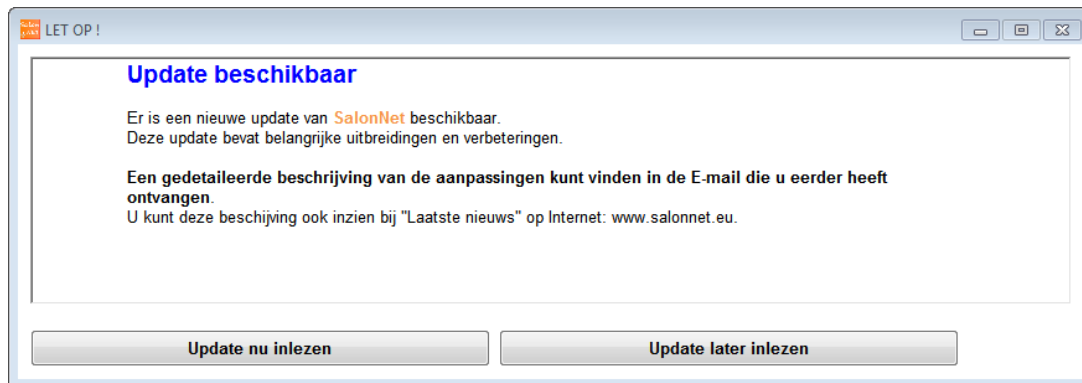 LET OP !
Update beschikbaar
Er is een nieuwe update van SalonNet beschikbaar.
Deze update bevat belangrijke uitbreidingen en verbeteringen.
Een gedetaileerde beschrijving van de aanpassingen kunt vinden in de E-mail die u eerder heeft
ontvangen.
U kunt deze beschijving ook inzien bij "Laatste nieuws" op Internet: www.salonnet.eu.
Update nu inlezen
Update later inlezen